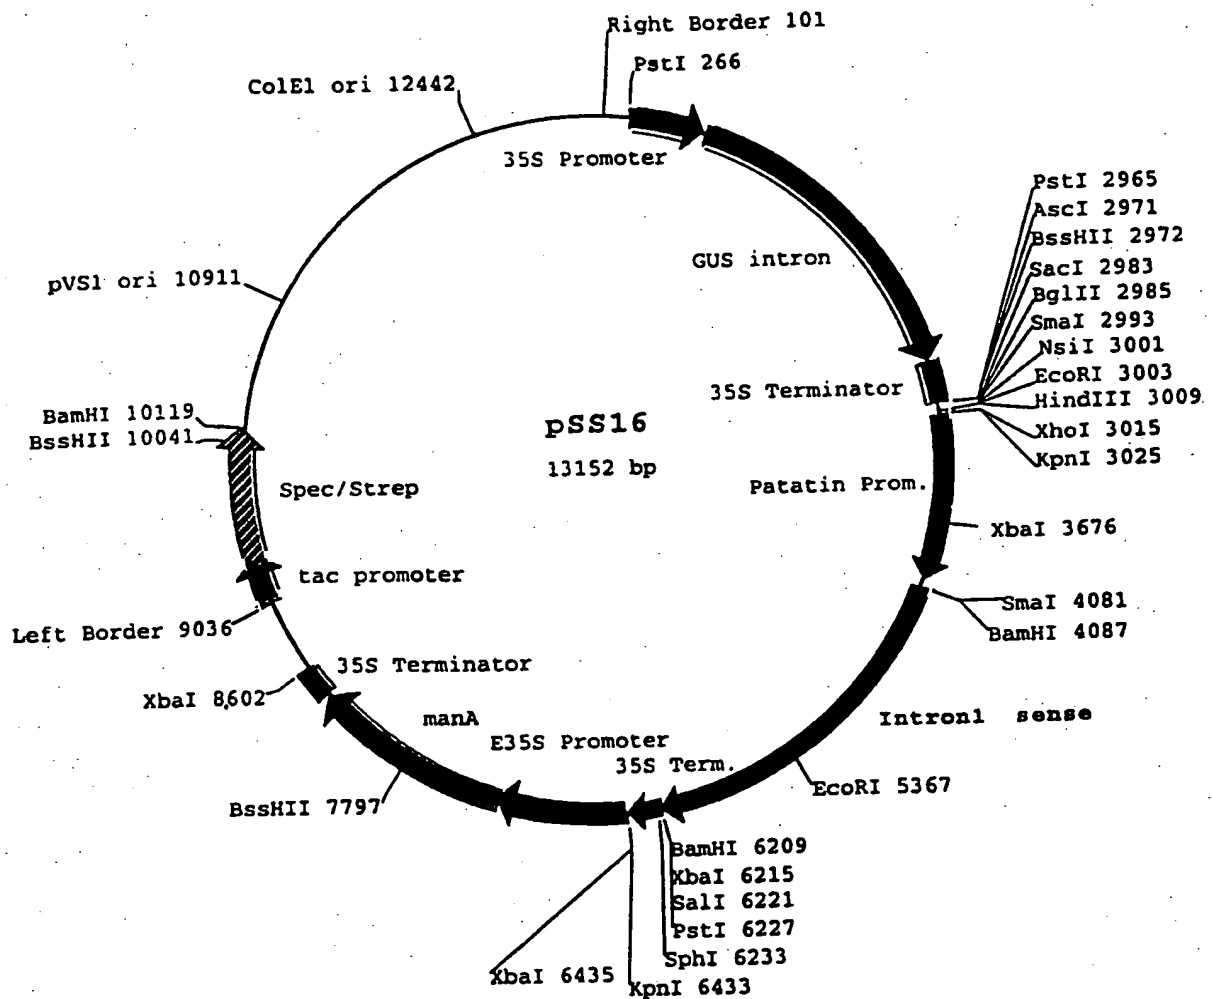 Right Border 101
PstI 266
ColE1 ori 12442
35S Promoter
PstI 2965
AscI 2971
BssHII 2972
SacI 2983
BglII 2985
SmaI 2993
NsiI 3001
EcoRI 3003
HindIII 3009
XhoI 3015
KpnI 3025
GUS intron
pVS1 ori 10911
35S Terminator
BamHI 10119
BssHII 10041
pSS16
13152 bp
Spec/Strep
Patatin Prom.
XbaI 3676
tac promoter
SmaI 4081
BamHI 4087
Left Border 9036
35S Terminator
XbaI 8602
manA
Intron1 sense
E35S Promoter
35S Term.
EcoRI 5367
BssHII 7797
BamHI 6209
XbaI 6215
SalI 6221
PstI 6227
SphI 6233
XbaI 6435
KpnI 6433